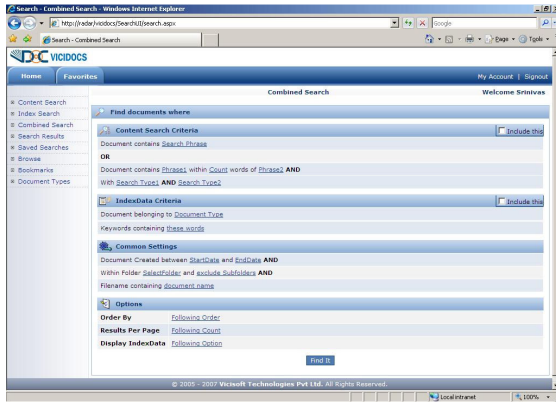 Search - Combined Search - Windows Internet Explorer
http://radar/vicidocs/SearchUI/search.aspx
Google
Search - Combined Search
Page
Tools
VDOC VICIDOCS
Home
Favorites
My Account | Signout
Combined Search
Welcome Srinivas
Content Search
Index Search
Combined Search
Search Results
Saved Searches
Browse
Bookmarks
Document Types
Find documents where
Content Search Criteria
Include this
Document contains Search Phrase
OR
Document contains Phrase1 within Count words of Phrase2 AND
With Search Type1 AND Search Type2
IndexData Criteria
Include this
Document belonging to Document Type
Keywords containing these words
Common Settings
Document Created between StartDate and EndDate AND
Within Folder SelectFolder and exclude Subfolders AND
Filename containing document name
Options
Order By Following Order
Results Per Page Following Count
Display IndexData Following Option
Find It
© 2005 - 2007 Vicisoft Technologies Pvt Ltd. All Rights Reserved.
Local intranet
100%